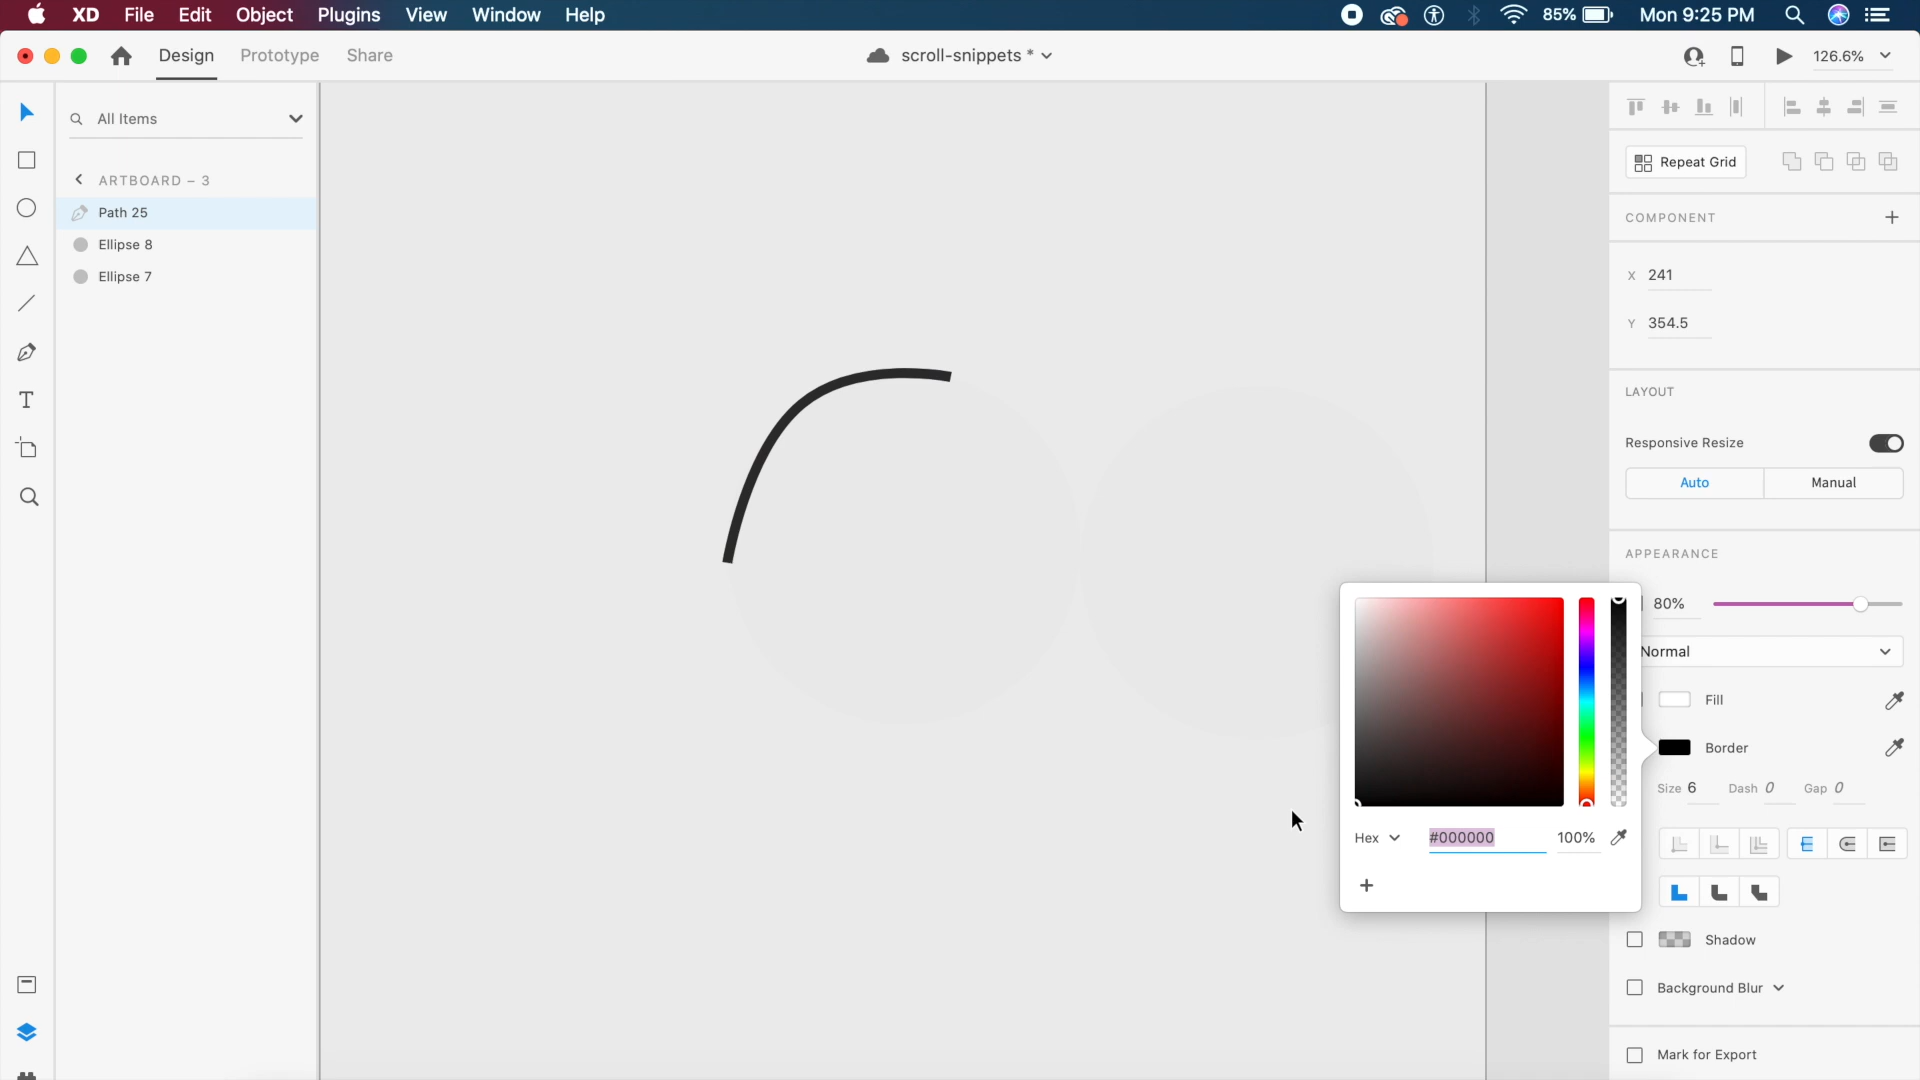 XD File Edit Object Plugins View Window Help 85% Mon 9:25 PM
Design Prototype Share scroll-snippets * 126.6%
All Items
ARTBOARD – 3
Path 25
Ellipse 8
Ellipse 7
Repeat Grid
COMPONENT
X 241
Y 354.5
LAYOUT
Responsive Resize
Auto Manual
APPEARANCE
80%
Normal
Fill
Border
Size 6 Dash 0 Gap 0
Hex #000000 100%
Shadow
Background Blur
Mark for Export